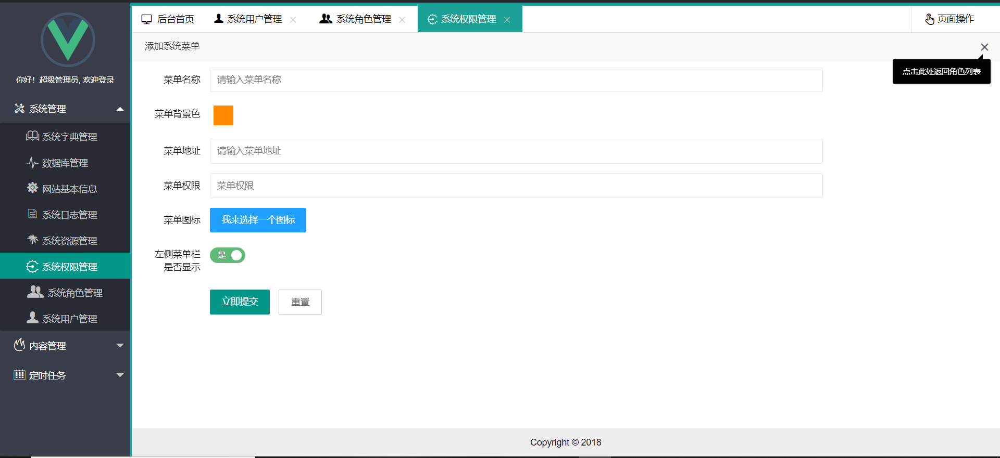 你好！超级管理员, 欢迎登录
系统管理
系统字典管理
数据库管理
网站基本信息
系统日志管理
系统资源管理
系统权限管理
系统角色管理
系统用户管理
内容管理
定时任务
后台首页
系统用户管理
系统角色管理
系统权限管理
页面操作
添加系统菜单
点击此处返回角色列表
菜单名称
请输入菜单名称
菜单背景色
菜单地址
请输入菜单地址
菜单权限
菜单权限
菜单图标
我来选择一个图标
左侧菜单栏
是否显示
是
立即提交
重置
Copyright © 2018